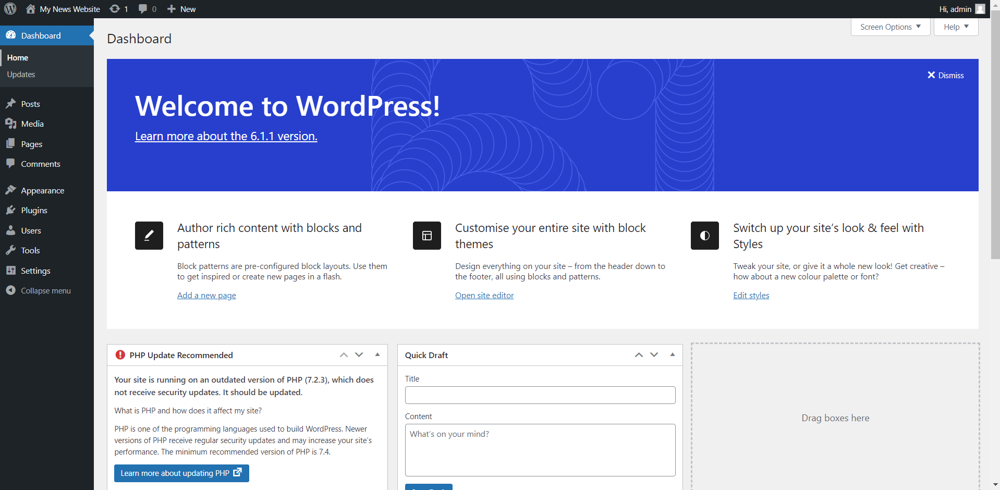 My News Website
1
0
New
Hi, admin
Dashboard
Home
Updates
Posts
Media
Pages
Comments
Appearance
Plugins
Users
Tools
Settings
Collapse menu
Screen Options
Help
Dashboard
Dismiss
Welcome to WordPress!
Learn more about the 6.1.1 version.
Author rich content with blocks and
patterns
Block patterns are pre-configured block layouts. Use them
to get inspired or create new pages in a flash.
Add a new page
Customise your entire site with block
themes
Design everything on your site – from the header down to
the footer, all using blocks and patterns.
Open site editor
Switch up your site’s look & feel with
Styles
Tweak your site, or give it a whole new look! Get creative –
how about a new colour palette or font?
Edit styles
PHP Update Recommended
Your site is running on an outdated version of PHP (7.2.3), which does
not receive security updates. It should be updated.
What is PHP and how does it affect my site?
PHP is one of the programming languages used to build WordPress. Newer
versions of PHP receive regular security updates and may increase your site’s
performance. The minimum recommended version of PHP is 7.4.
Learn more about updating PHP
Quick Draft
Title
Content
What’s on your mind?
Drag boxes here